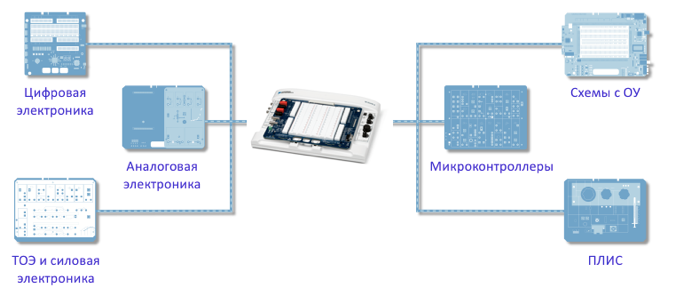 Цифровая
электроника
Аналоговая
электроника
ТОЭ и силовая
электроника
Схемы с ОУ
Микроконтроллеры
ПЛИС